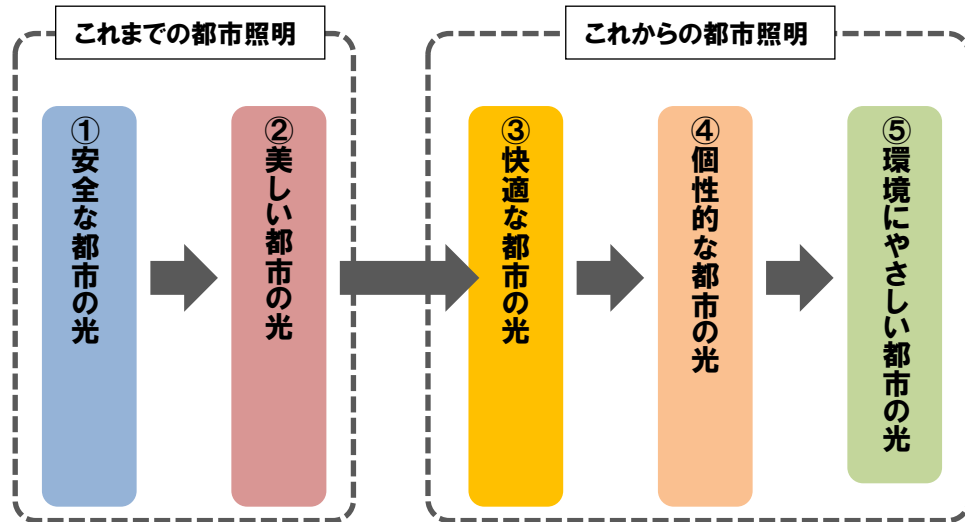 これまでの都市照明
①安全な都市の光
②美しい都市の光
これからの都市照明
③快適な都市の光
④個性的な都市の光
⑤環境にやさしい都市の光